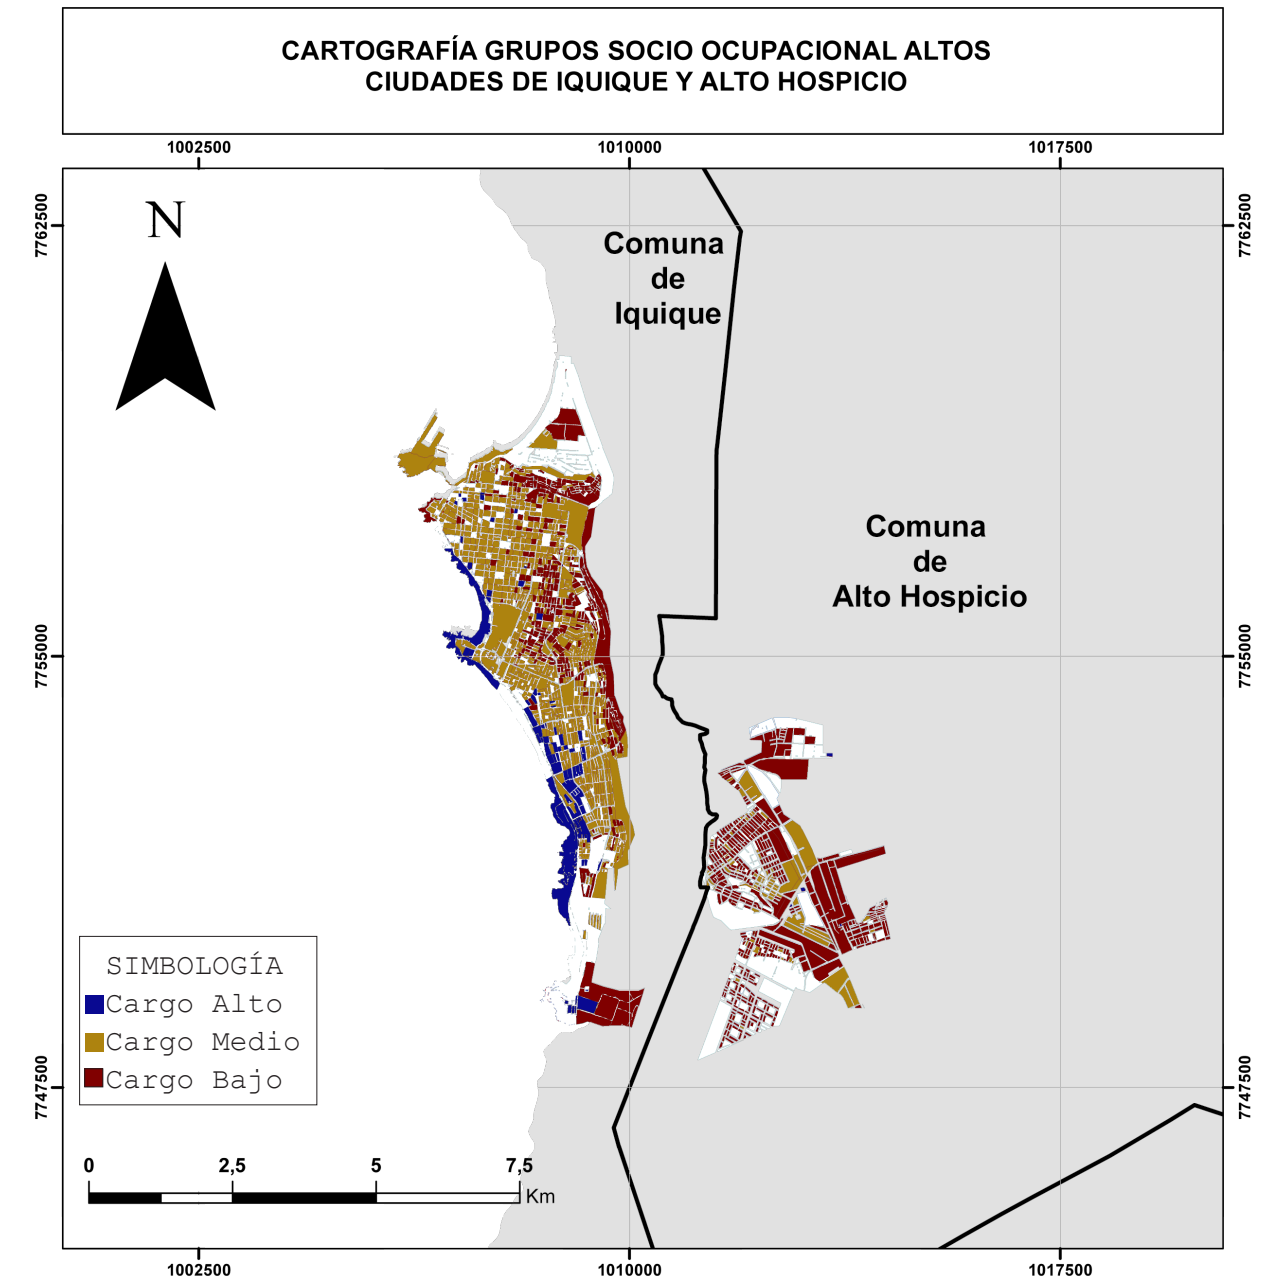 CARTOGRAFÍA GRUPOS SOCIO OCUPACIONAL ALTOS
CIUDADES DE IQUIQUE Y ALTO HOSPICIO
1002500
1010000
1017500
7762500
7762500
N
Comuna
de
Iquique
Comuna
de
Alto Hospicio
7755000
7755000
SIMBOLOGÍA
Cargo Alto
Cargo Medio
Cargo Bajo
7747500
7747500
0
2,5
5
7,5
Km
1002500
1010000
1017500